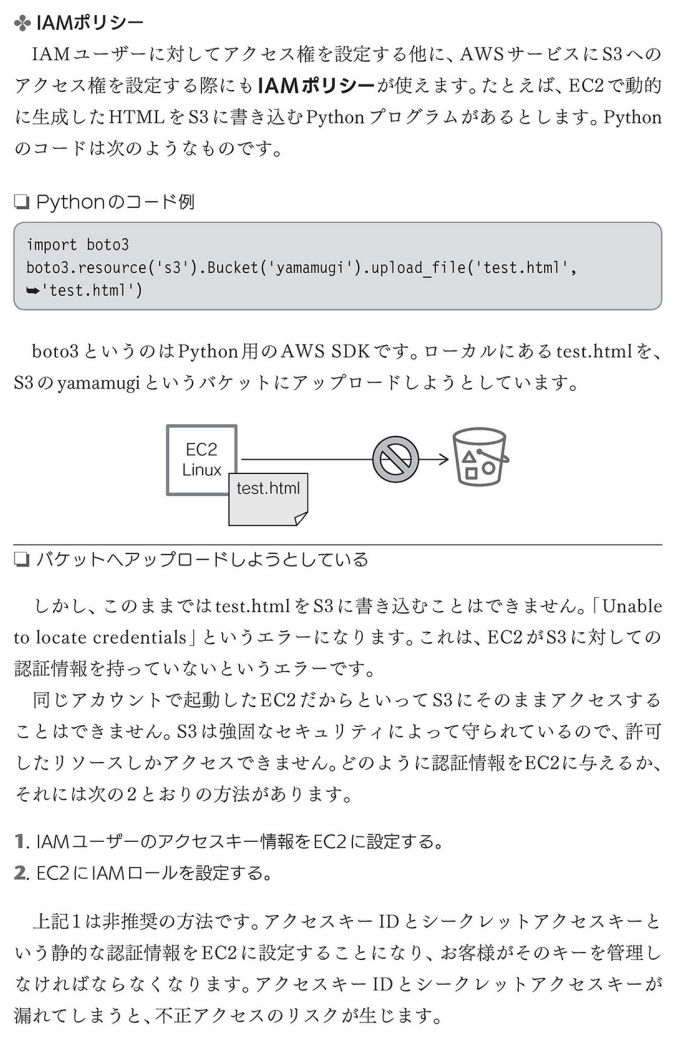 ✤ IAMポリシー
IAMユーザーに対してアクセス権を設定する他に、AWSサービスにS3への
アクセス権を設定する際にもIAMポリシーが使えます。たとえば、EC2で動的
に生成したHTMLをS3に書き込むPythonプログラムがあるとします。Python
のコードは次のようなものです。
❏ Pythonのコード例
import boto3
boto3.resource('s3').Bucket('yamamugi').upload_file('test.html',
➥'test.html')
boto3というのはPython用のAWS SDKです。ローカルにあるtest.htmlを、
S3のyamamugiというバケットにアップロードしようとしています。
EC2
Linux
test.html
❏ バケットへアップロードしようとしている
しかし、このままではtest.htmlをS3に書き込むことはできません。「Unable
to locate credentials」というエラーになります。これは、EC2がS3に対しての
認証情報を持っていないというエラーです。
同じアカウントで起動したEC2だからといってS3にそのままアクセスする
ことはできません。S3は強固なセキュリティによって守られているので、許可
したリソースしかアクセスできません。どのように認証情報をEC2に与えるか、
それには次の2とおりの方法があります。
1. IAMユーザーのアクセスキー情報をEC2に設定する。
2. EC2にIAMロールを設定する。
上記1は非推奨の方法です。アクセスキーIDとシークレットアクセスキーと
いう静的な認証情報をEC2に設定することになり、お客様がそのキーを管理し
なければならなくなります。アクセスキーIDとシークレットアクセスキーが
漏れてしまうと、不正アクセスのリスクが生じます。